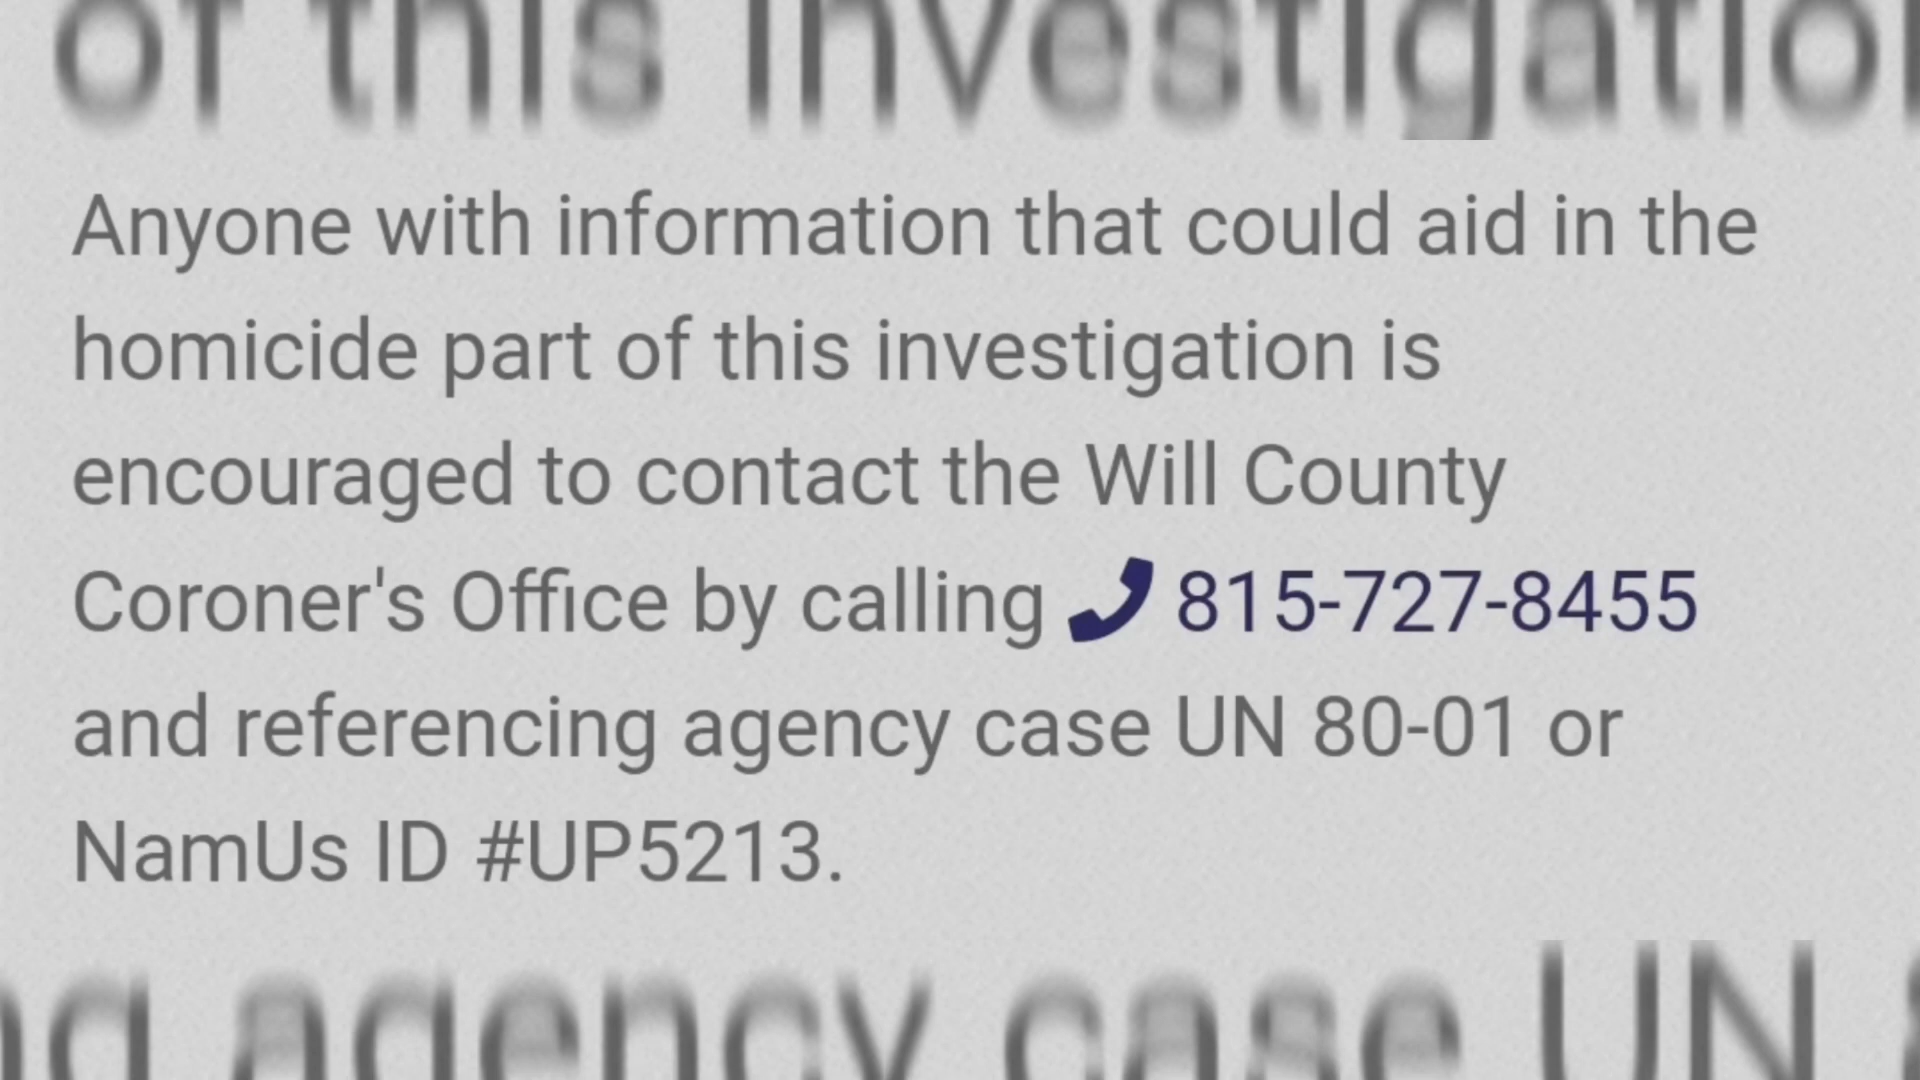 of this investigation
Anyone with information that could aid in the
homicide part of this investigation is
encouraged to contact the Will County
Coroner's Office by calling 815-727-8455
and referencing agency case UN 80-01 or
NamUs ID #UP5213.
agency case UN